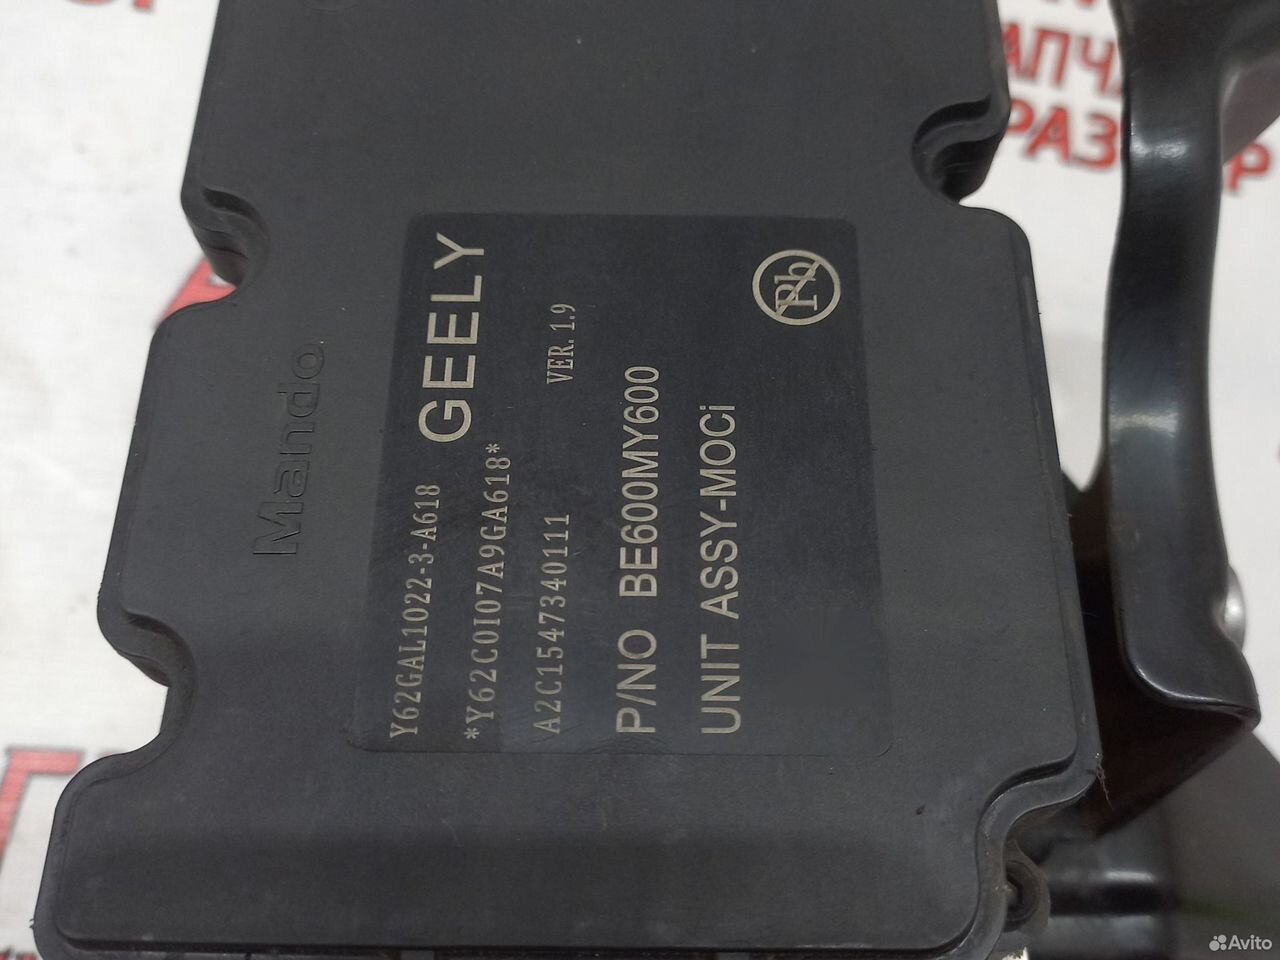 Mando
Y62GAL1022-3-A618
GEELY
*Y62C0I07A9GA618*
A2C1547340111
VER. 1.9
P/NO BE600MY600
UNIT ASSY-MOCi
Pb
Avito